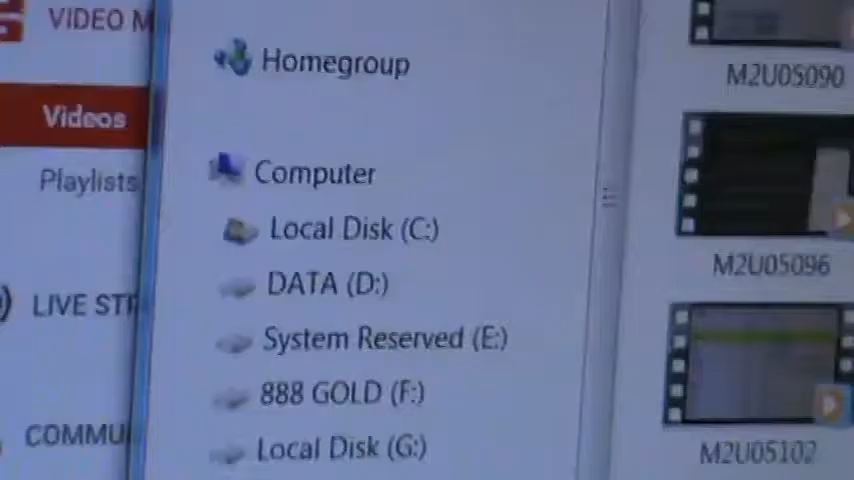 VIDEO M
Videos
Playlists
LIVE STR
COMMU
Homegroup
Computer
Local Disk (C:)
DATA (D:)
System Reserved (E:)
888 GOLD (F:)
Local Disk (G:)
M2U05090
M2U05096
M2U05102